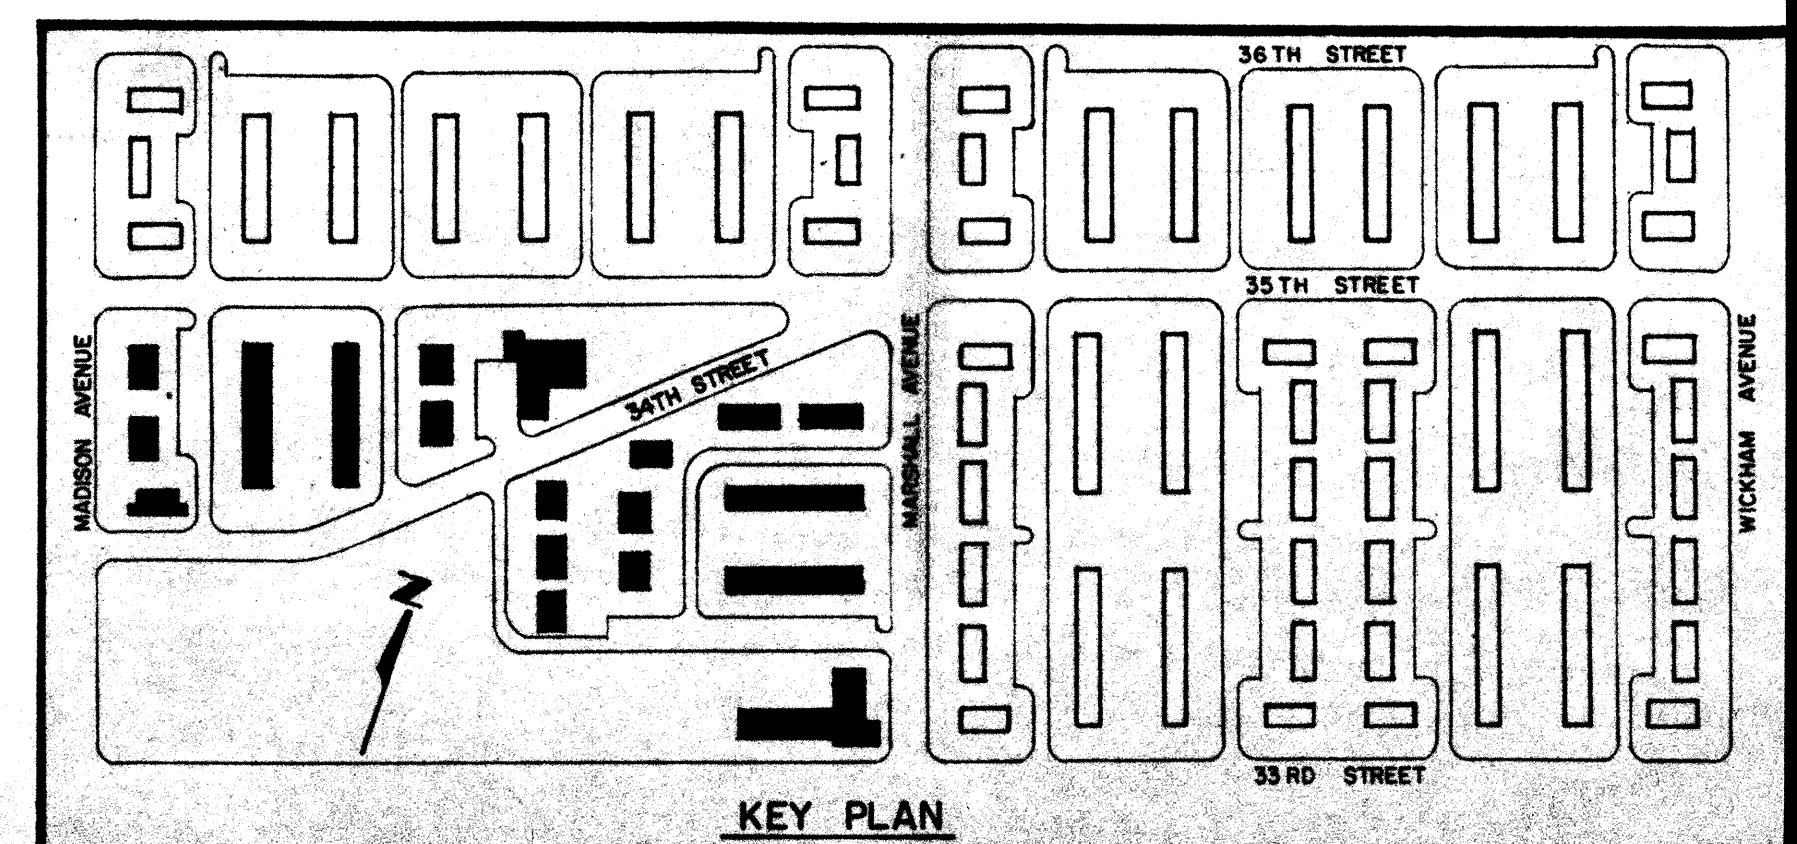 36TH STREET
35TH STREET
MADISON AVENUE
34TH STREET
MARSHALL AVENUE
WICKHAM AVENUE
N
33RD STREET
KEY PLAN